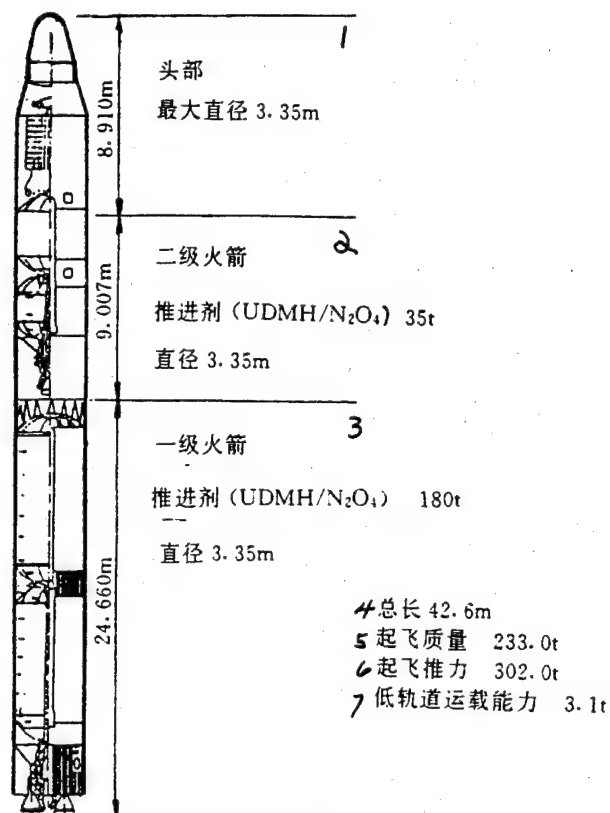 1
头部
最大直径 3.35m
8.910m
2
二级火箭
推进剂 (UDMH/N₂O₄) 35t
直径 3.35m
9.007m
3
一级火箭
推进剂 (UDMH/N₂O₄) 180t
直径 3.35m
24.660m
4 总长 42.6m
5 起飞质量 233.0t
6 起飞推力 302.0t
7 低轨道运载能力 3.1t